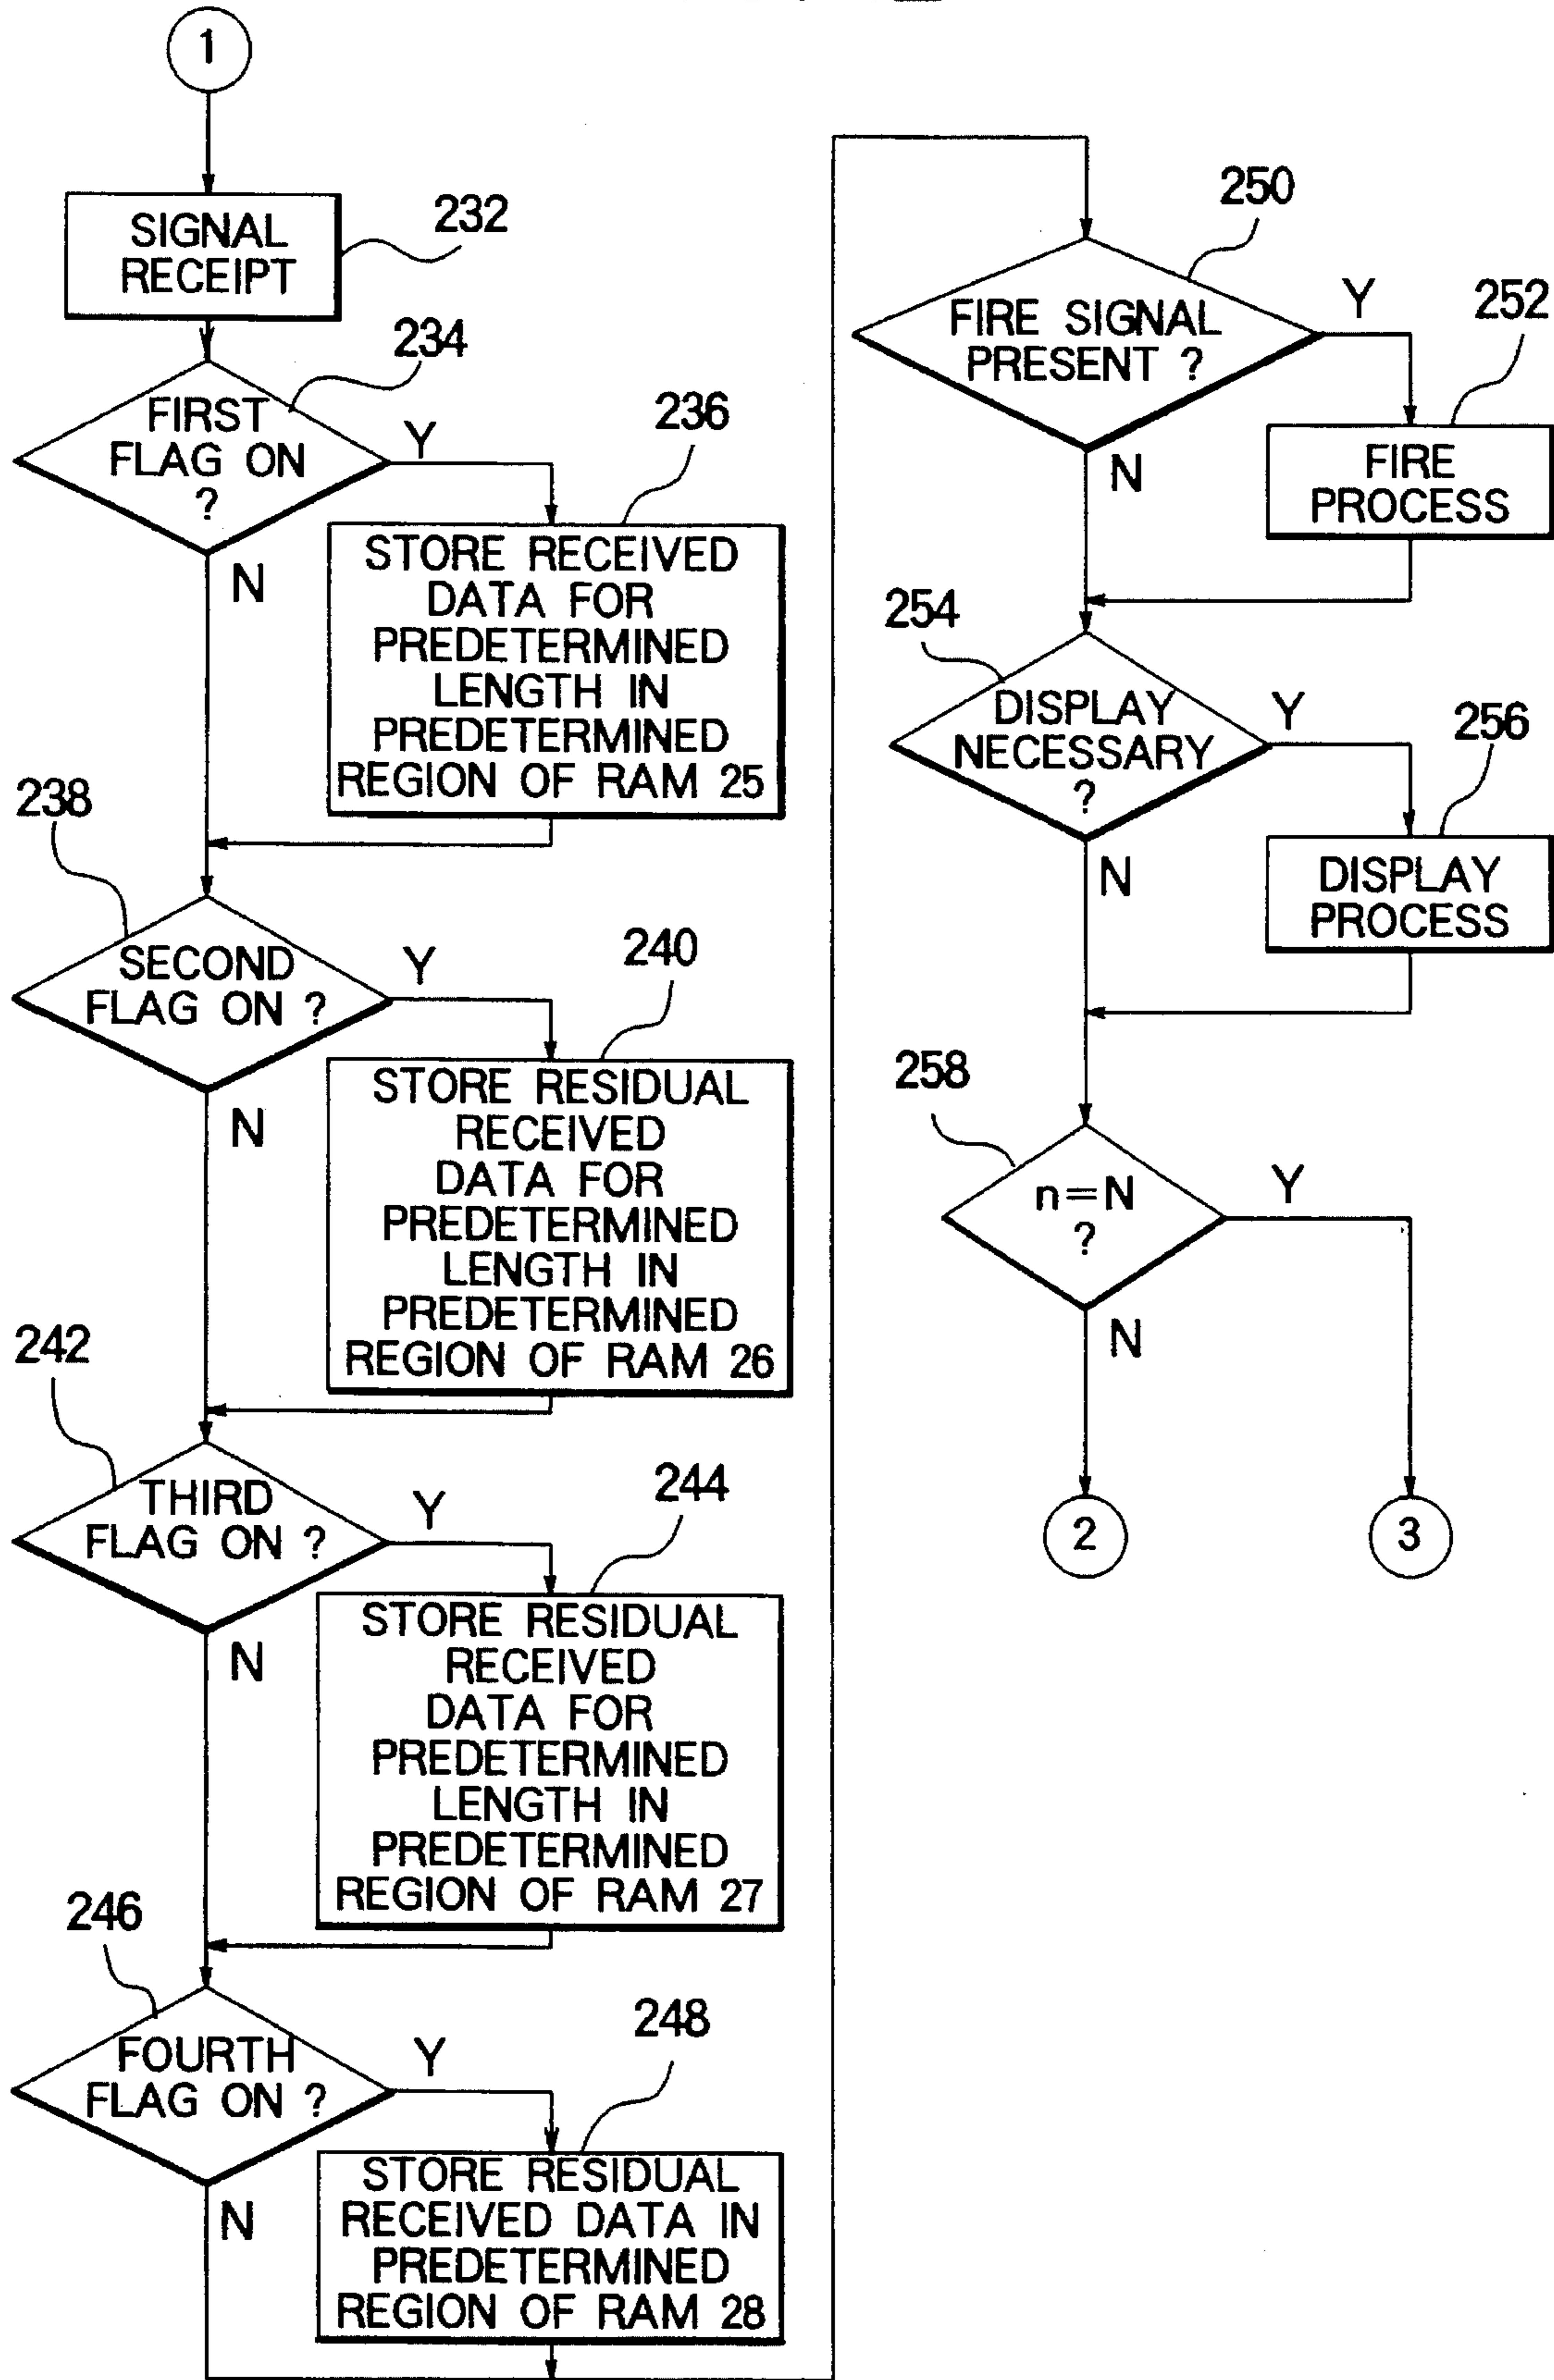 1
SIGNAL
RECEIPT
232
234
FIRST
FLAG ON
?
Y
N
236
STORE RECEIVED
DATA FOR
PREDETERMINED
LENGTH IN
PREDETERMINED
REGION OF RAM 25
238
SECOND
FLAG ON ?
Y
N
240
STORE RESIDUAL
RECEIVED
DATA FOR
PREDETERMINED
LENGTH IN
PREDETERMINED
REGION OF RAM 26
242
THIRD
FLAG ON ?
Y
N
244
STORE RESIDUAL
RECEIVED
DATA FOR
PREDETERMINED
LENGTH IN
PREDETERMINED
REGION OF RAM 27
246
FOURTH
FLAG ON ?
Y
N
248
STORE RESIDUAL
RECEIVED DATA IN
PREDETERMINED
REGION OF RAM 28
250
FIRE SIGNAL
PRESENT ?
Y
N
252
FIRE
PROCESS
254
DISPLAY
NECESSARY
?
Y
N
256
DISPLAY
PROCESS
258
n=N
?
Y
N
2
3